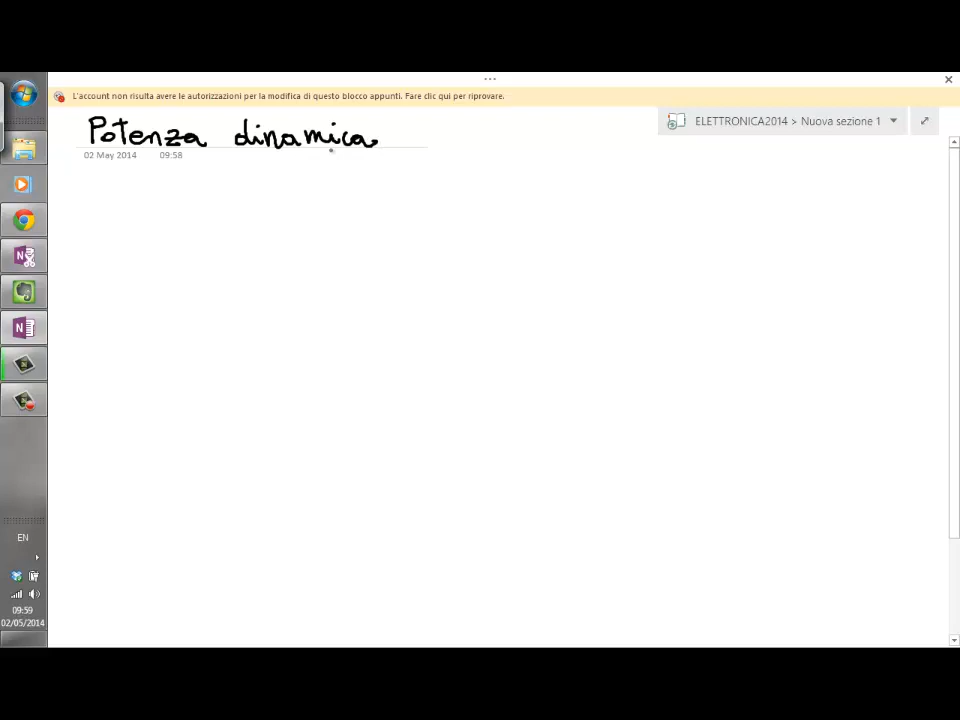 L'account non risulta avere le autorizzazioni per la modifica di questo blocco appunti. Fare clic qui per riprovare.
Potenza dinamica
ELETTRONICA2014 > Nuova sezione 1
02 May 2014 09:58
EN
09:59
02/05/2014